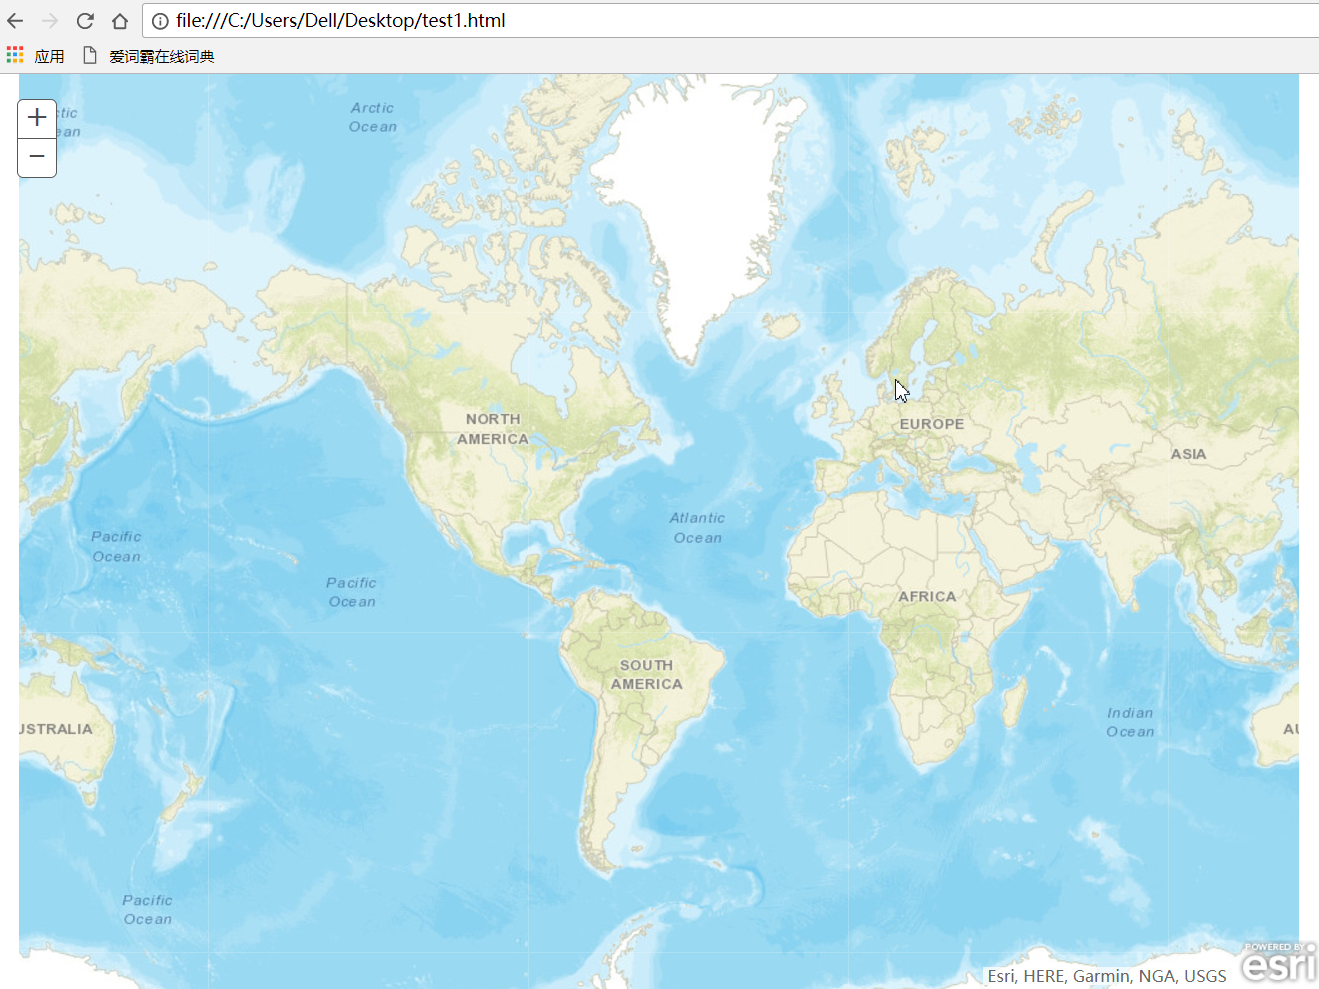 file:///C:/Users/Dell/Desktop/test1.html
应用 爱词霸在线词典
+
−
ctic
ean
Arctic
Ocean
NORTH
AMERICA
EUROPE
ASIA
Pacific
Ocean
Atlantic
Ocean
Pacific
Ocean
AFRICA
SOUTH
AMERICA
USTRALIA
Indian
Ocean
AU
Pacific
Ocean
POWERED BY
esri
Esri, HERE, Garmin, NGA, USGS